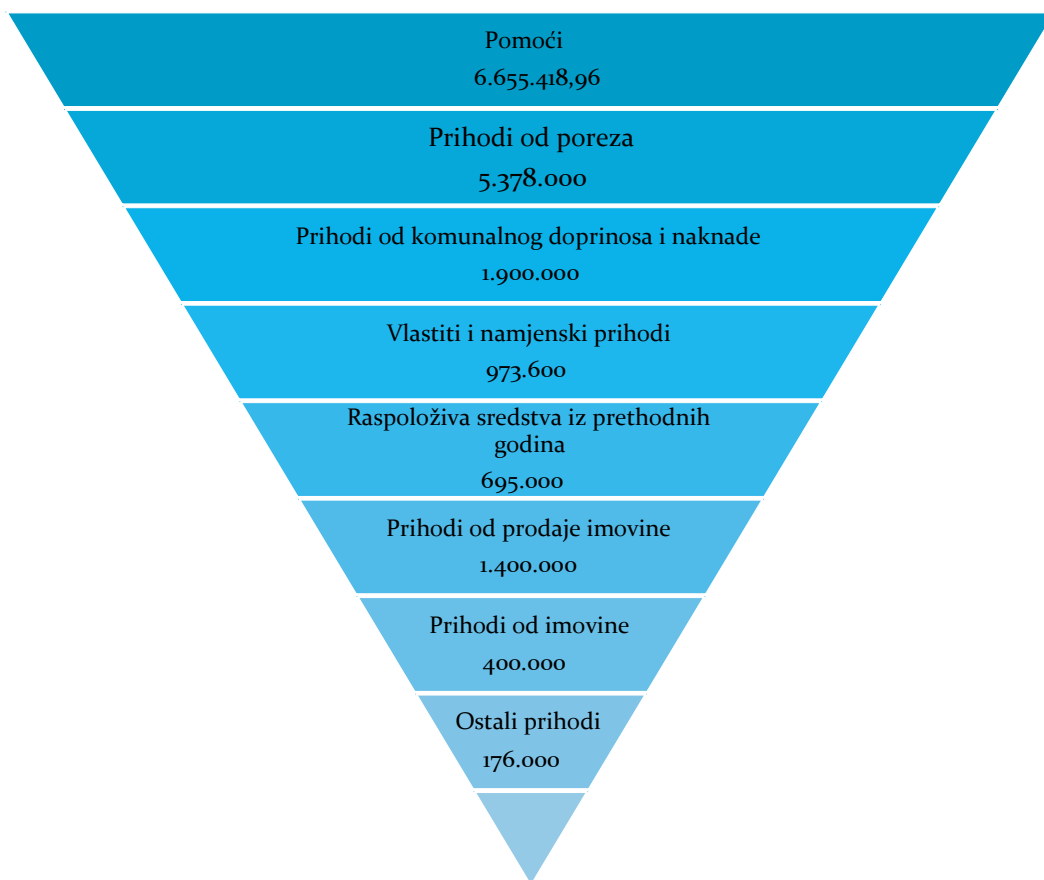 Pomoći
6.655.418,96
Prihodi od poreza
5.378.000
Prihodi od komunalnog doprinosa i naknade
1.900.000
Vlastiti i namjenski prihodi
973.600
Raspoloživa sredstva iz prethodnih
godina
695.000
Prihodi od prodaje imovine
1.400.000
Prihodi od imovine
400.000
Ostali prihodi
176.000